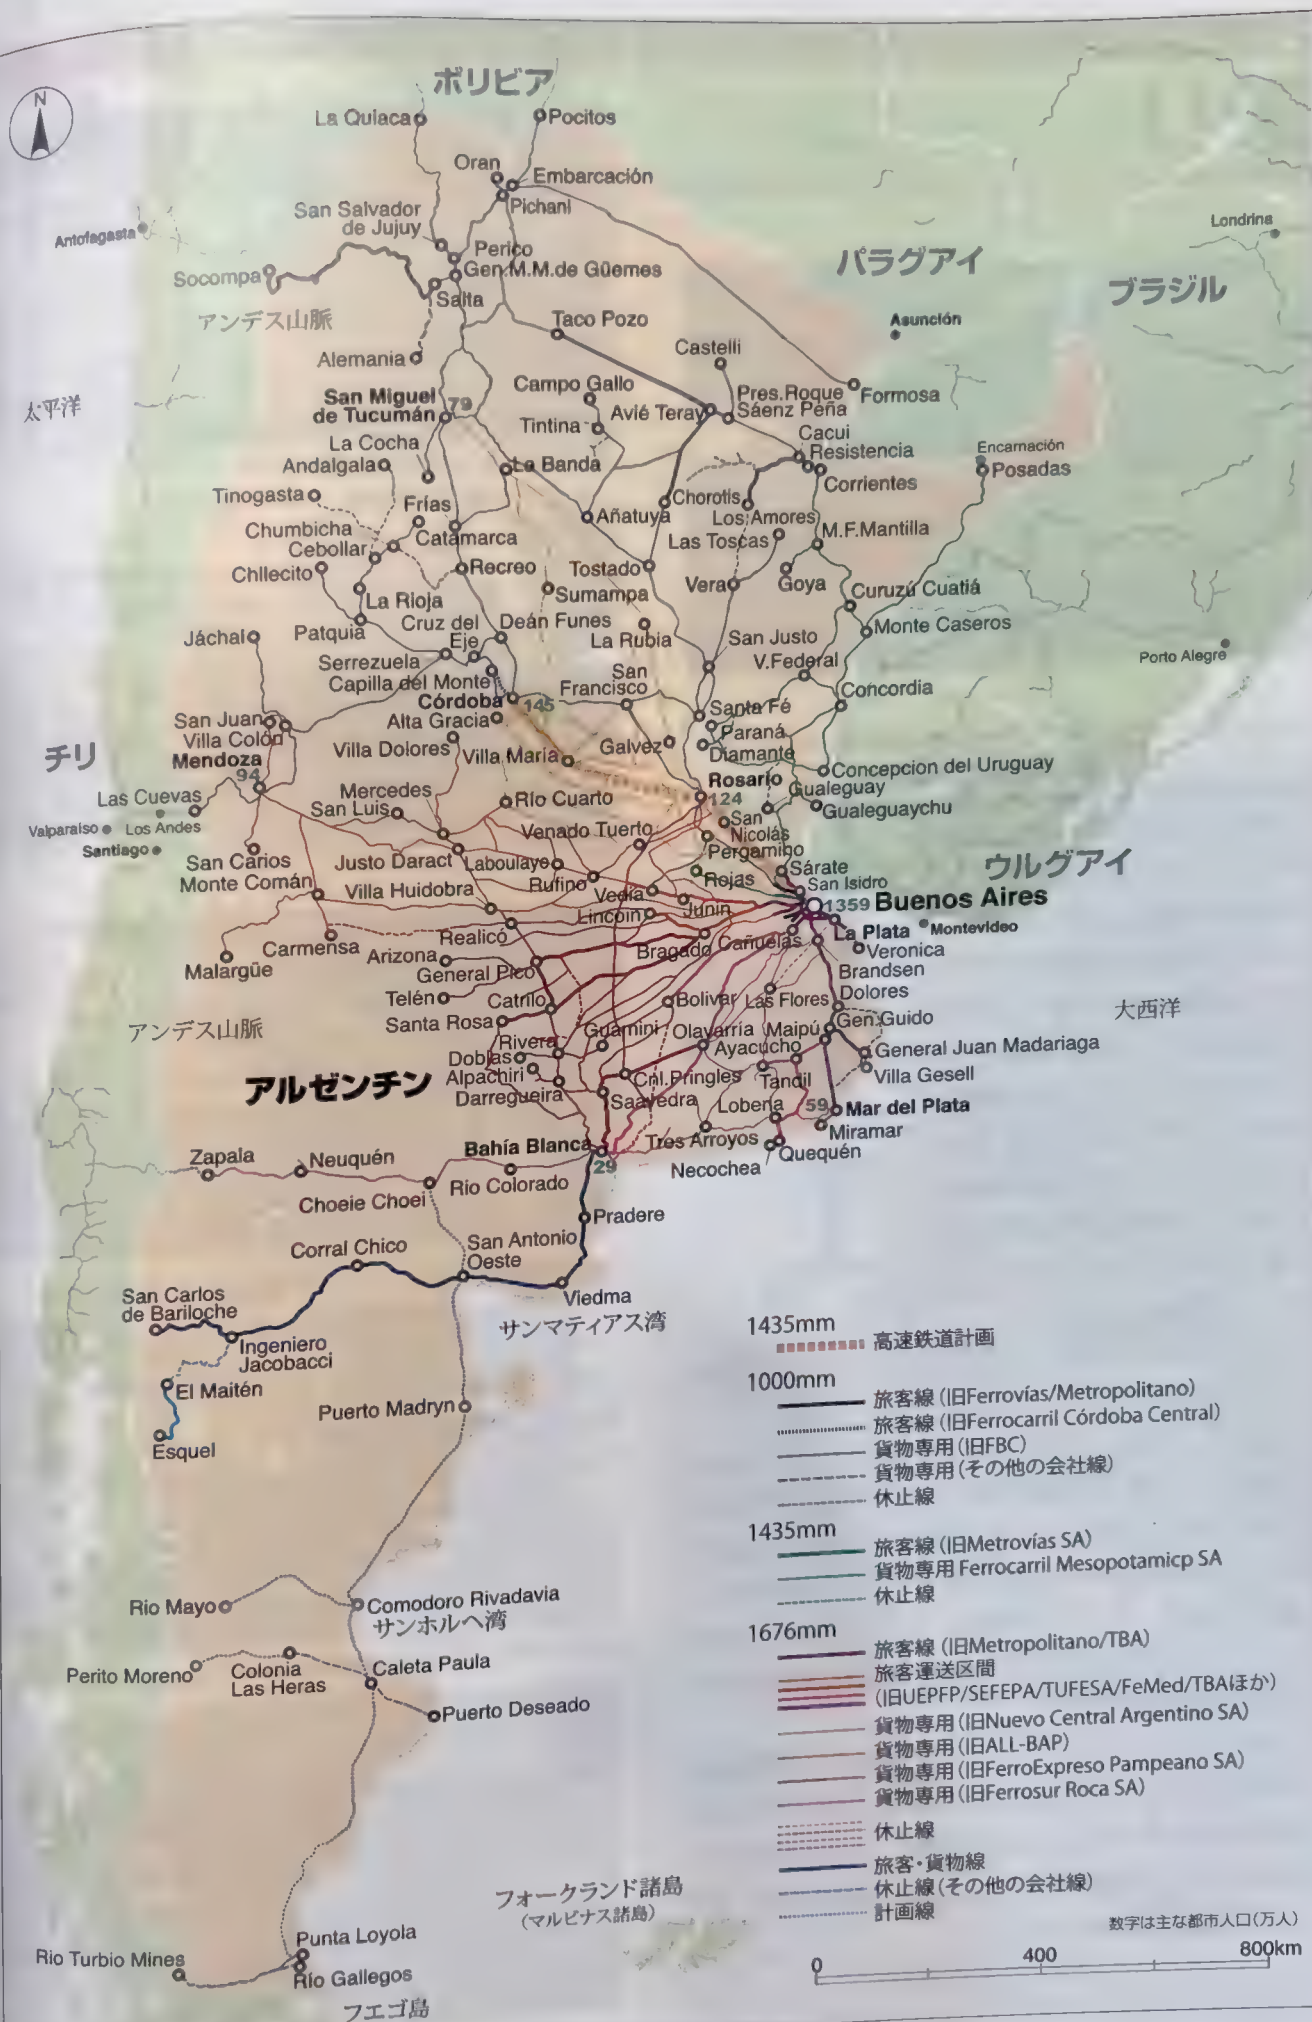 N
ボリビア
La Quiaca
Pocitos
Oran
Embarcación
Pichanl
San Salvador
de Jujuy
Perico
Antofagasta
Londrina
パラグアイ
Socompa
Gen.M.M.de Güemes
ブラジル
Salta
アンデス山脈
Taco Pozo
Asunción
Alemania
Castelli
太平洋
San Miguel
de Tucumán
79
Campo Gallo
Pres.Roque
Sáenz Peña
Formosa
Avié Teray
Tintina
La Cocha
Cacui
Andalgala
La Banda
Resistencia
Encarnación
Posadas
Corrientes
Tinogasta
Frías
Chorotis
Añatuya
Los Amores
Chumbicha
Catamarca
Las Toscas
M.F.Mantilla
Cebollar
Chllecito
Recreo
Tostado
Sumampa
Vera
Goya
Curuzú Cuatiá
La Rioja
Cruz del
Eje
Deán Funes
Jáchal
Patquia
La Rubia
San Justo
Monte Caseros
Serrezuela
V.Federal
Porto Alegre
Capilla del Monte
San
Francisco
Concordia
Córdoba
145
Santa Fé
San Juan
Alta Gracia
Paraná
Villa Colón
Villa Dolores
Villa María
Galvez
Diamante
チリ
Mendoza
94
Concepcion del Uruguay
Rosario
124
Las Cuevas
Mercedes
Río Cuarto
Gualeguay
San Luis
Gualeguaychu
Valparaíso
Los Andes
Venado Tuerto
San
Nicolás
Santiago
Pergamino
San Carlos
Justo Daract
Laboulaye
Sárate
ウルグアイ
Monte Comán
Villa Huidobra
Rufino
Rojas
San Isidro
Vedia
1359
Buenos Aires
Lincoln
Junin
Realicó
La Plata
Montevideo
Carmensa
Arizona
Bragado
Cañuelas
Veronica
Malargüe
General Pico
Brandsen
Telén
Catrilo
Bolivar
Las Flores
Dolores
大西洋
アンデス山脈
Santa Rosa
Guamini
Olavarria
Maipú
Gen.Guido
Rivera
Ayacucho
General Juan Madariaga
Doblas
Alpachiri
Cnl.Pringles
Tandil
Villa Gesell
アルゼンチン
Darregueira
Saavedra
Lobena
59
Mar del Plata
Bahía Blanca
29
Tres Arroyos
Miramar
Zapala
Neuquén
Quequén
Río Colorado
Necochea
Choeie Choei
Pradere
Corral Chico
San Antonio
Oeste
San Carlos
de Bariloche
Viedma
サンマティアス湾
Ingeniero
Jacobacci
El Maitén
Puerto Madryn
Esquel
1435mm
高速鉄道計画
1000mm
旅客線(旧Ferrovías/Metropolitano)
旅客線(旧Ferrocarril Córdoba Central)
貨物専用(旧FBC)
貨物専用(その他の会社線)
休止線
1435mm
旅客線(旧Metrovías SA)
貨物専用 Ferrocarril Mesopotamicp SA
休止線
1676mm
旅客線(旧Metropolitano/TBA)
旅客運送区間
(旧UEPFP/SEFEPA/TUFESA/FeMed/TBAほか)
貨物専用(旧Nuevo Central Argentino SA)
貨物専用(旧ALL-BAP)
貨物専用(旧FerroExpreso Pampeano SA)
貨物専用(旧Ferrosur Roca SA)
休止線
旅客・貨物線
休止線(その他の会社線)
計画線
Rio Mayo
Comodoro Rivadavia
サンホルヘ湾
Perito Moreno
Colonia
Las Heras
Caleta Paula
Puerto Deseado
フォークランド諸島
(マルビナス諸島)
数字は主な都市人口(万人)
0 400 800km
Punta Loyola
Rio Turbio Mines
Río Gallegos
フエゴ島